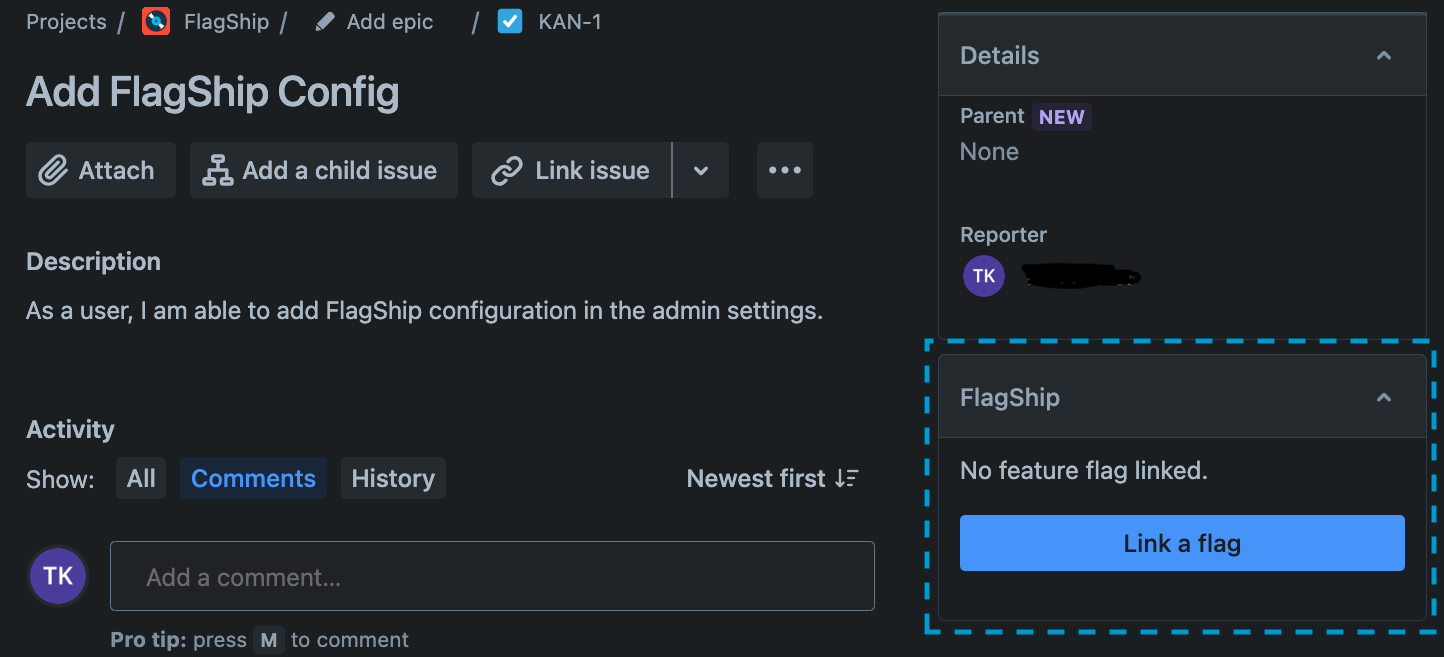 Projects / FlagShip / Add epic / KAN-1
Add FlagShip Config
Attach
Add a child issue
Link issue
Description
As a user, I am able to add FlagShip configuration in the admin settings.
Activity
Show: All Comments History
Newest first
TK
Add a comment...
Pro tip: press M to comment
Details
Parent NEW
None
Reporter
TK
FlagShip
No feature flag linked.
Link a flag